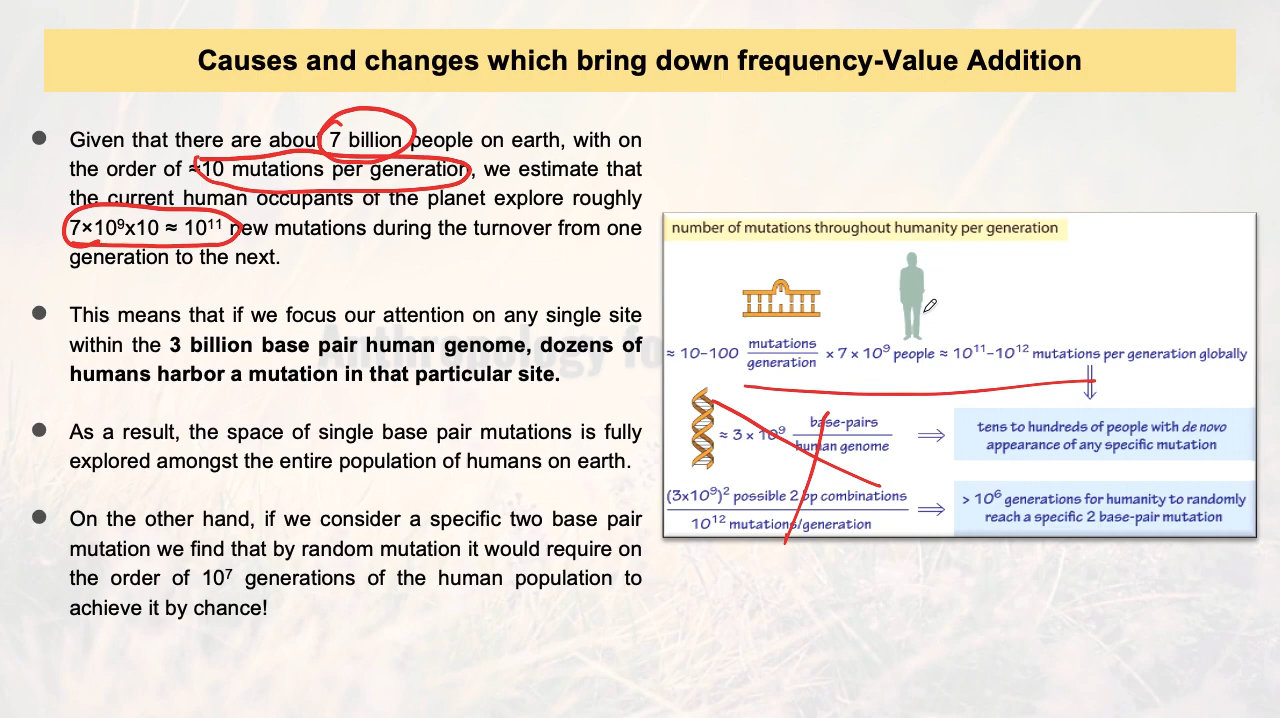 Causes and changes which bring down frequency-Value Addition
● Given that there are about 7 billion people on earth, with on
the order of ≈10 mutations per generation, we estimate that
the current human occupants of the planet explore roughly
7×10⁹x10 ≈ 10¹¹ new mutations during the turnover from one
generation to the next.
● This means that if we focus our attention on any single site
within the 3 billion base pair human genome, dozens of
humans harbor a mutation in that particular site.
● As a result, the space of single base pair mutations is fully
explored amongst the entire population of humans on earth.
● On the other hand, if we consider a specific two base pair
mutation we find that by random mutation it would require on
the order of 10⁷ generations of the human population to
achieve it by chance!
number of mutations throughout humanity per generation
≈ 10-100 mutations/generation × 7 × 10⁹ people ≈ 10¹¹-10¹² mutations per generation globally
≈ 3 × 10⁹ base-pairs/human genome ⇒
tens to hundreds of people with de novo
appearance of any specific mutation
(3x10⁹)² possible 2 bp combinations
10¹² mutations/generation ⇒
> 10⁶ generations for humanity to randomly
reach a specific 2 base-pair mutation